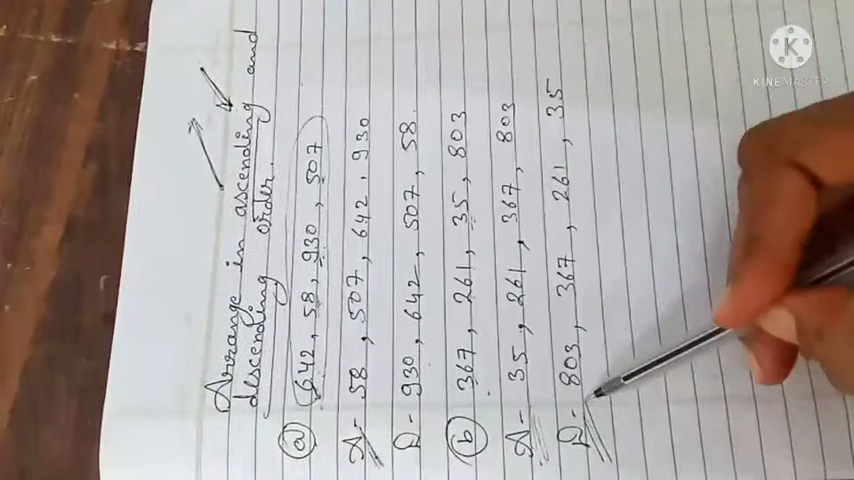 Arrange in ascending and
descending order.
(a) 642, 58, 930, 507
A- 58, 507, 642, 930
D- 930, 642, 507, 58.
(b) 367, 261, 35, 803
A- 35, 261, 367, 803
D- 803, 367, 261, 35
K
KINEMASTER